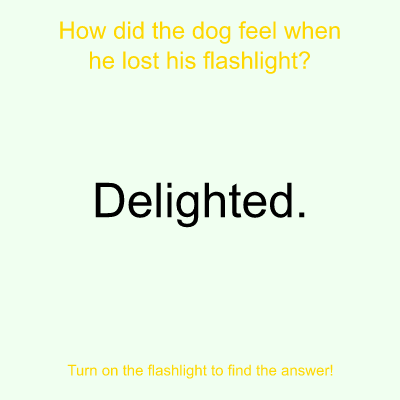 How did the dog feel when
he lost his flashlight?
Delighted.
Turn on the flashlight to find the answer!